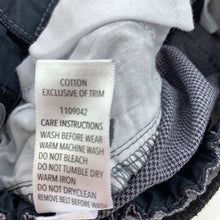 COTTON
EXCLUSIVE OF TRIM
1109042
CARE INSTRUCTIONS
WASH BEFORE WEAR
WARM MACHINE WASH
DO NOT BLEACH
DO NOT TUMBLE DRY
WARM IRON
DO NOT DRYCLEAN
REMOVE BELT BEFORE WASH